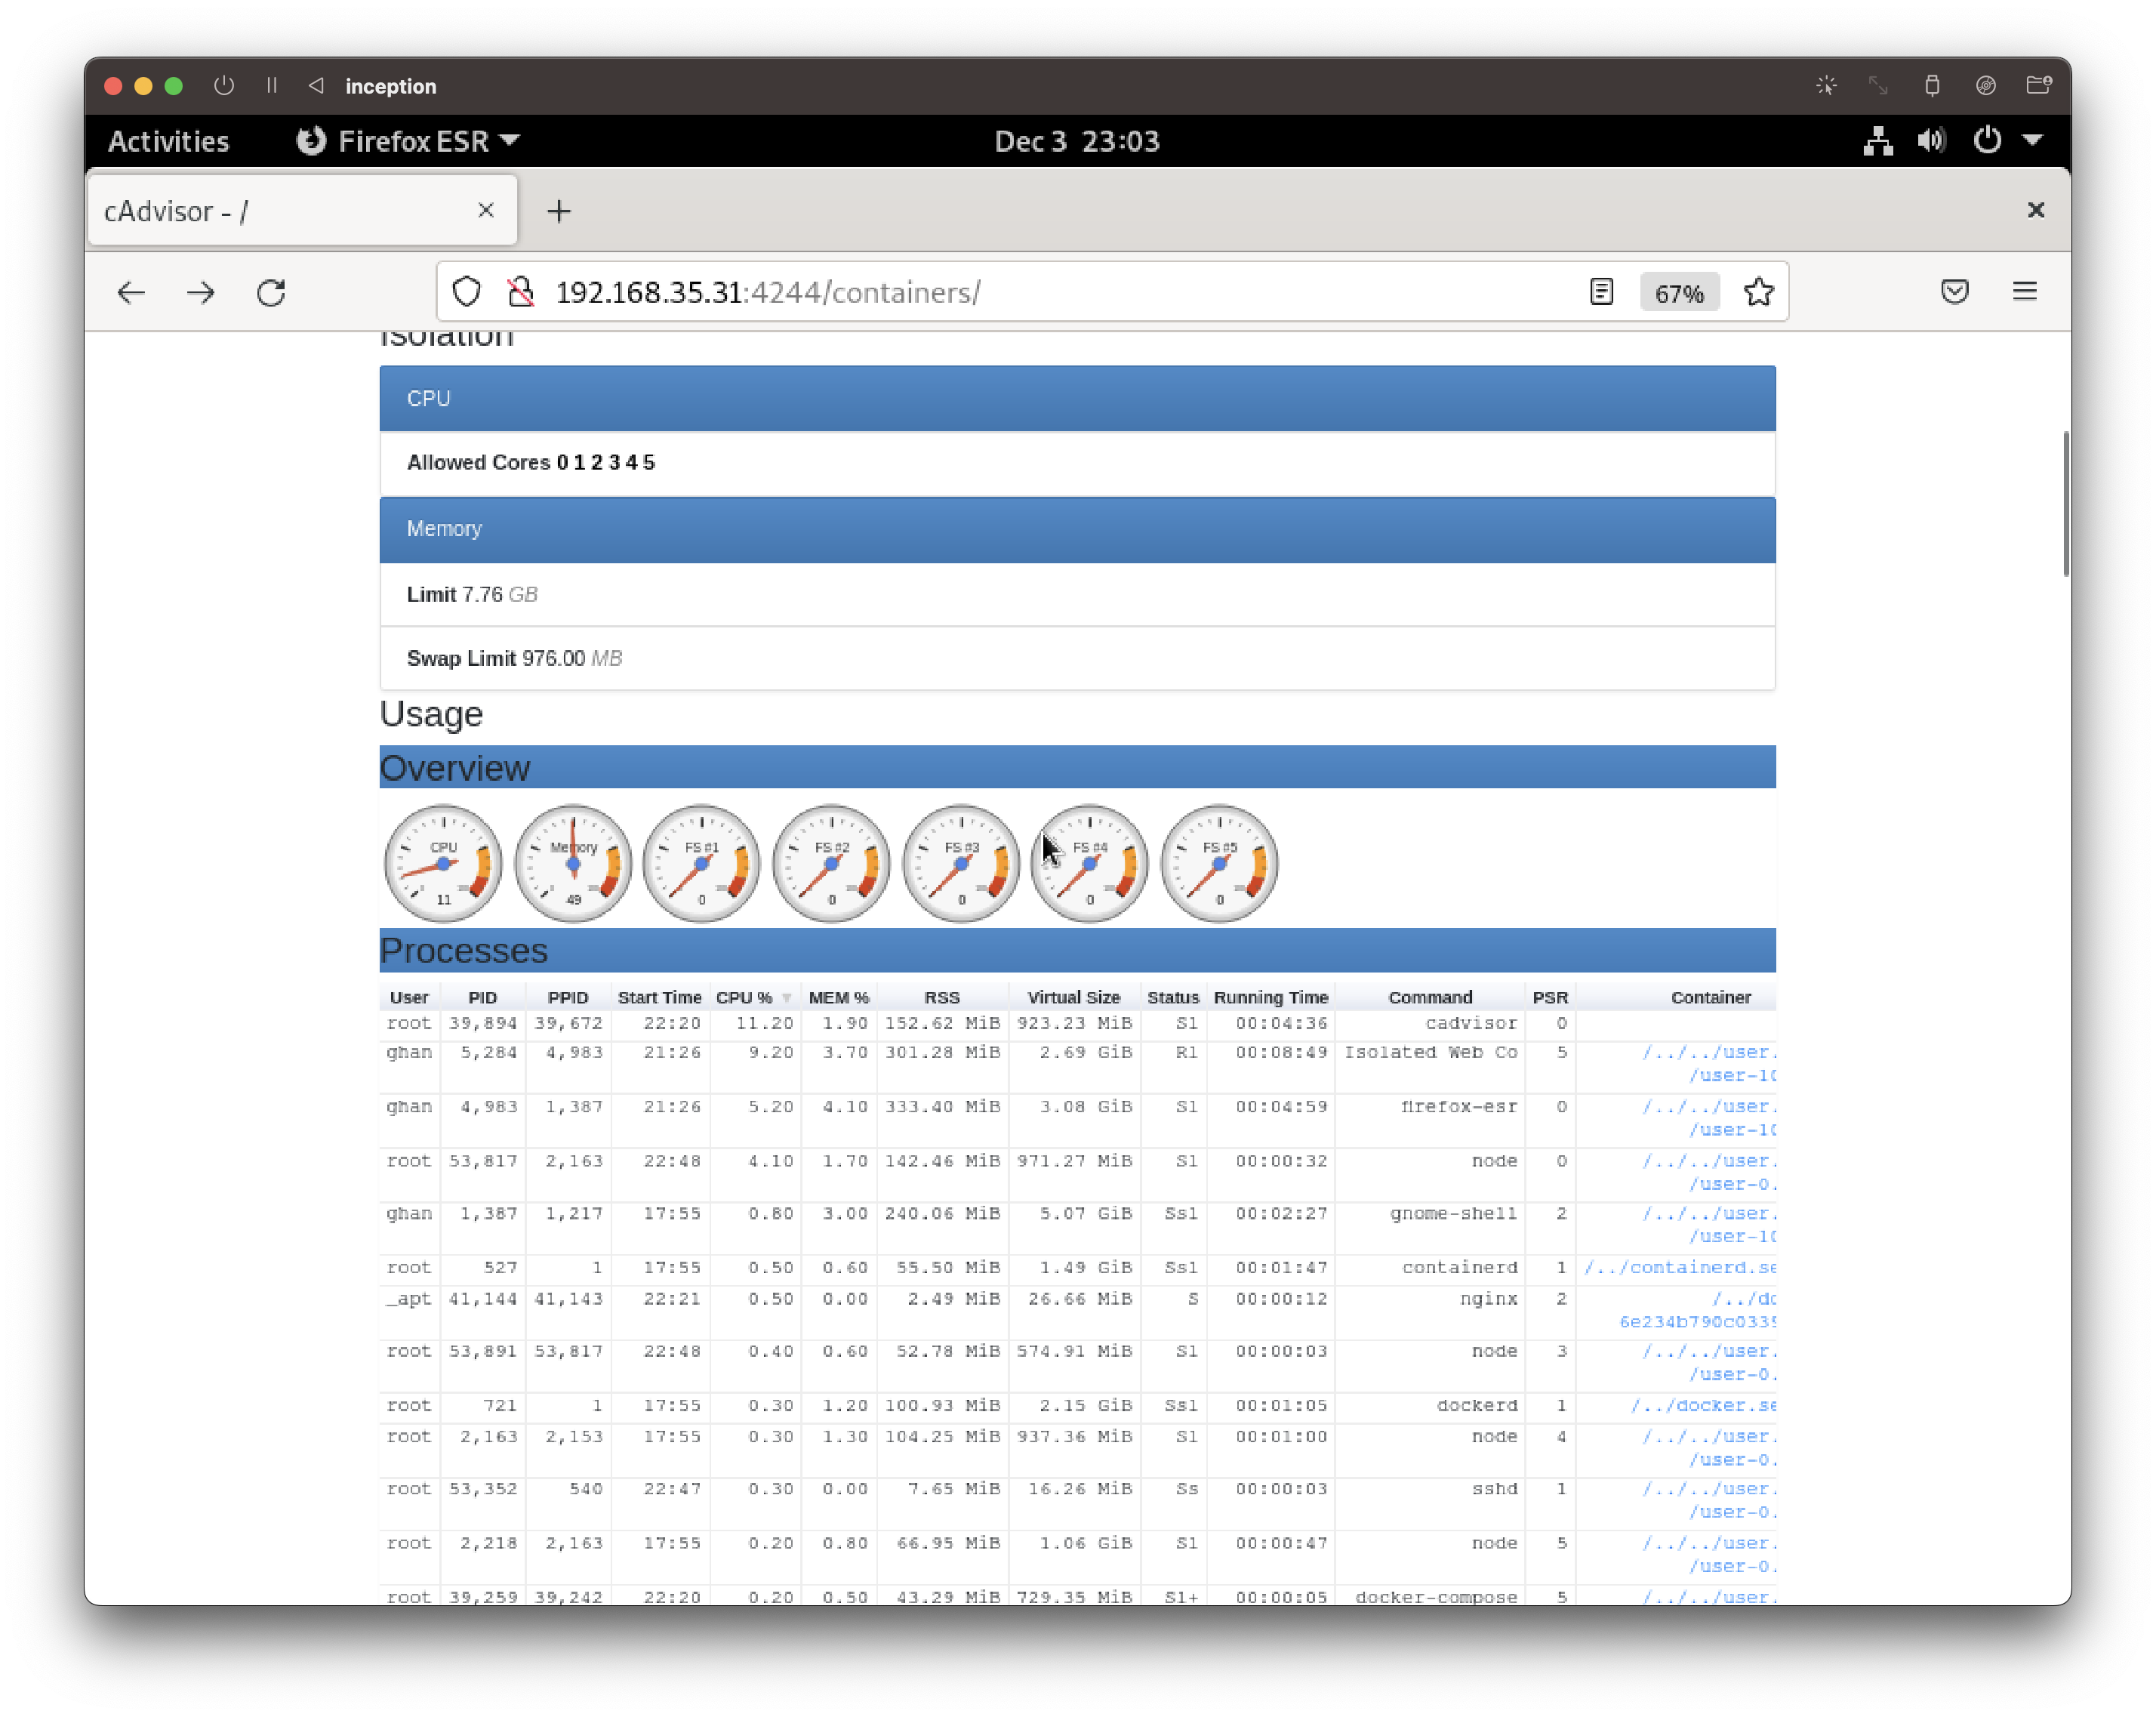 inception
Activities Firefox ESR Dec 3 23:03
cAdvisor - /
192.168.35.31:4244/containers/ 67%
Isolation
CPU
Allowed Cores 0 1 2 3 4 5
Memory
Limit 7.76 GB
Swap Limit 976.00 MB
Usage
Overview
CPU Memory FS #1 FS #2 FS #3 FS #4 FS #5
11 49 0 0 0 0 0
Processes
User PID PPID Start Time CPU % MEM % RSS Virtual Size Status Running Time Command PSR Container
root 39,894 39,672 22:20 11.20 1.90 152.62 MiB 923.23 MiB Sl 00:04:36 cadvisor 0
ghan 5,284 4,983 21:26 9.20 3.70 301.28 MiB 2.69 GiB Rl 00:08:49 Isolated Web Co 5 /../../user.
/user-10
ghan 4,983 1,387 21:26 5.20 4.10 333.40 MiB 3.08 GiB Sl 00:04:59 firefox-esr 0 /../../user.
/user-10
root 53,817 2,163 22:48 4.10 1.70 142.46 MiB 971.27 MiB Sl 00:00:32 node 0 /../../user.
/user-0.
ghan 1,387 1,217 17:55 0.80 3.00 240.06 MiB 5.07 GiB Ssl 00:02:27 gnome-shell 2 /../../user.
/user-10
root 527 1 17:55 0.50 0.60 55.50 MiB 1.49 GiB Ssl 00:01:47 containerd 1 /../containerd.se
_apt 41,144 41,143 22:21 0.50 0.00 2.49 MiB 26.66 MiB S 00:00:12 nginx 2 /../do
6e234b790c0339
root 53,891 53,817 22:48 0.40 0.60 52.78 MiB 574.91 MiB Sl 00:00:03 node 3 /../../user.
/user-0.
root 721 1 17:55 0.30 1.20 100.93 MiB 2.15 GiB Ssl 00:01:05 dockerd 1 /../docker.se
root 2,163 2,153 17:55 0.30 1.30 104.25 MiB 937.36 MiB Sl 00:01:00 node 4 /../../user.
/user-0.
root 53,352 540 22:47 0.30 0.00 7.65 MiB 16.26 MiB Ss 00:00:03 sshd 1 /../../user.
/user-0.
root 2,218 2,163 17:55 0.20 0.80 66.95 MiB 1.06 GiB Sl 00:00:47 node 5 /../../user.
/user-0.
root 39,259 39,242 22:20 0.20 0.50 43.29 MiB 729.35 MiB Sl+ 00:00:05 docker-compose 5 /../../user.